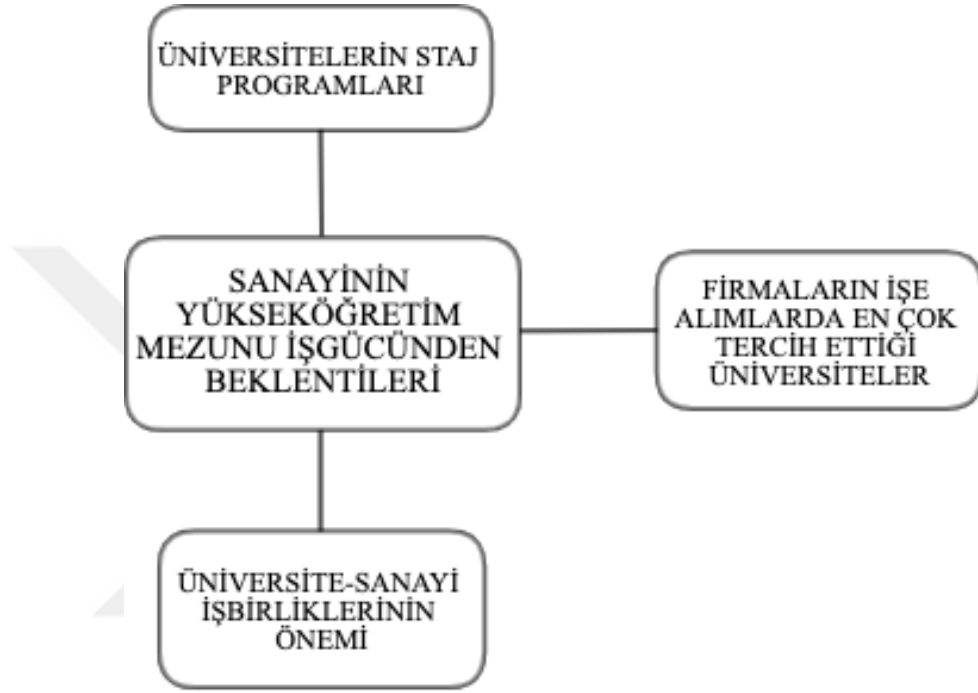 ÜNİVERSİTELERİN STAJ
PROGRAMLARI
SANAYİNİN
YÜKSEKÖĞRETİM
MEZUNU İŞGÜCÜNDEN
BEKLENTİLERİ
FİRMALARIN İŞE
ALIMLARDA EN ÇOK
TERCİH ETTİĞİ
ÜNİVERSİTELER
ÜNİVERSİTE-SANAYİ
İŞBİRLİKLERİNİN
ÖNEMİ